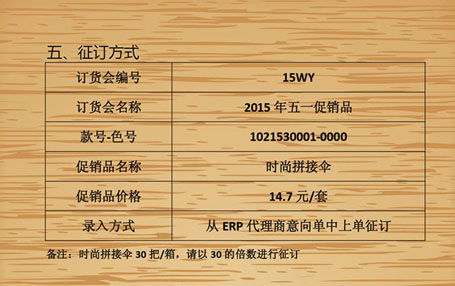 五、征订方式
订货会编号 15WY
订货会名称 2015 年五一促销品
款号-色号 1021530001-0000
促销品名称 时尚拼接伞
促销品价格 14.7 元/套
录入方式 从 ERP 代理商意向单中上单征订
备注：时尚拼接伞 30 把/箱，请以 30 的倍数进行征订